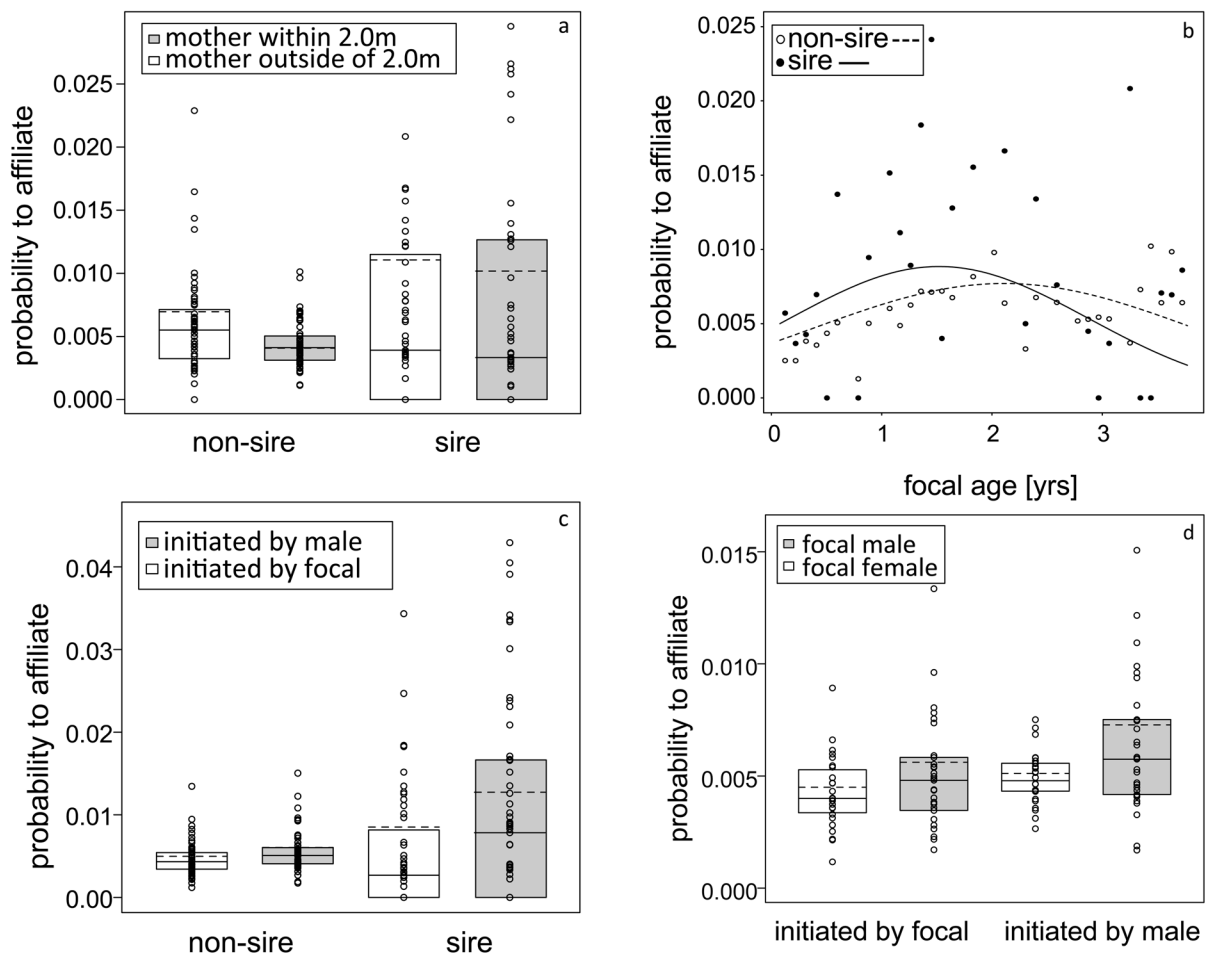 a
mother within 2.0m
mother outside of 2.0m
probability to affiliate
0.025
0.020
0.015
0.010
0.005
0.000
non-sire
sire
b
non-sire
sire
probability to affiliate
0.025
0.020
0.015
0.010
0.005
0.000
0
1
2
3
focal age [yrs]
c
initiated by male
initiated by focal
probability to affiliate
0.04
0.03
0.02
0.01
0.00
non-sire
sire
d
focal male
focal female
probability to affiliate
0.015
0.010
0.005
0.000
initiated by focal
initiated by male